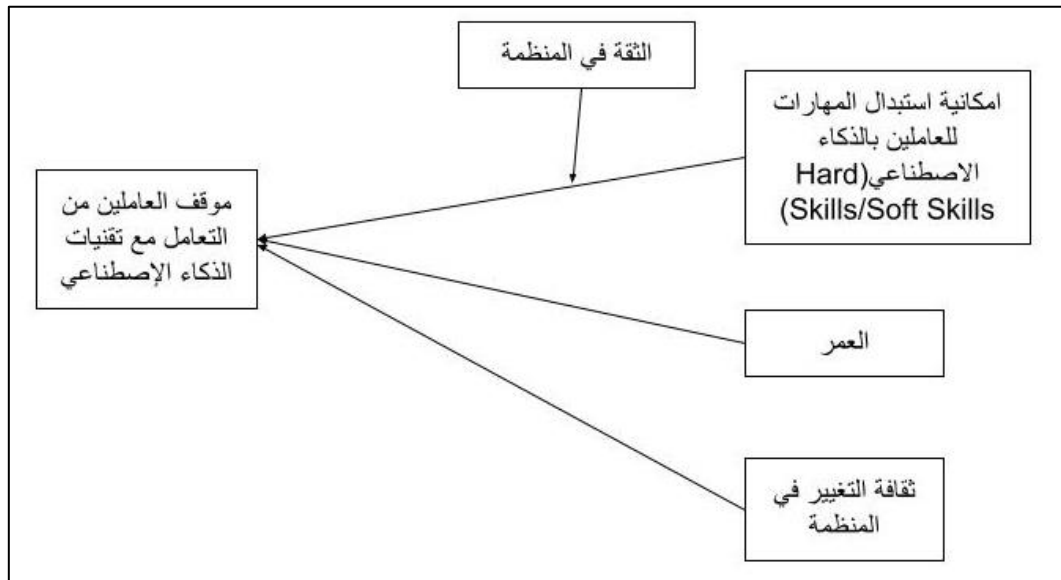 الثقة في المنظمة
امكانية استبدال المهارات
للعاملين بالذكاء
الاصطناعي(Hard
Skills/Soft Skills)
موقف العاملين من
التعامل مع تقنيات
الذكاء الإصطناعي
العمر
ثقافة التغيير في
المنظمة